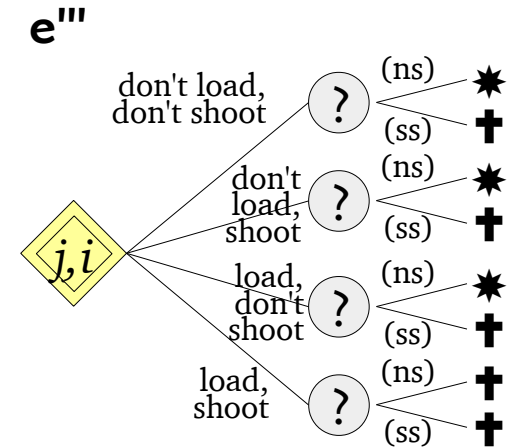 e'''
don't load,
don't shoot
?
(ns)
(ss)
don't
load,
shoot
?
(ns)
(ss)
j,i
load,
don't
shoot
?
(ns)
(ss)
load,
shoot
?
(ns)
(ss)